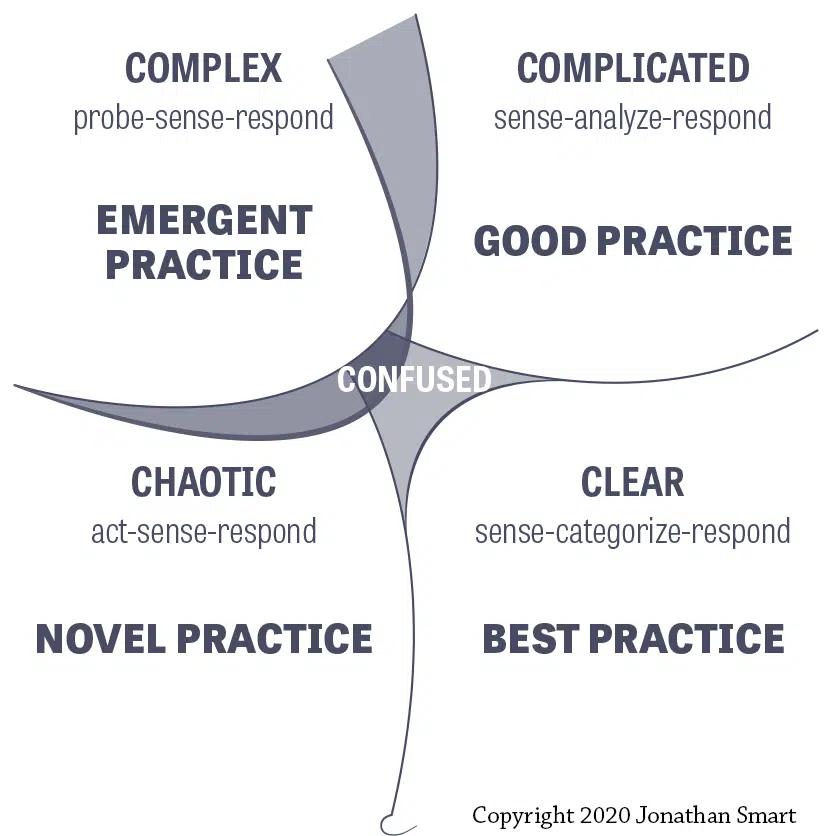 COMPLEX
probe-sense-respond
EMERGENT
PRACTICE
COMPLICATED
sense-analyze-respond
GOOD PRACTICE
CONFUSED
CHAOTIC
act-sense-respond
NOVEL PRACTICE
CLEAR
sense-categorize-respond
BEST PRACTICE
Copyright 2020 Jonathan Smart